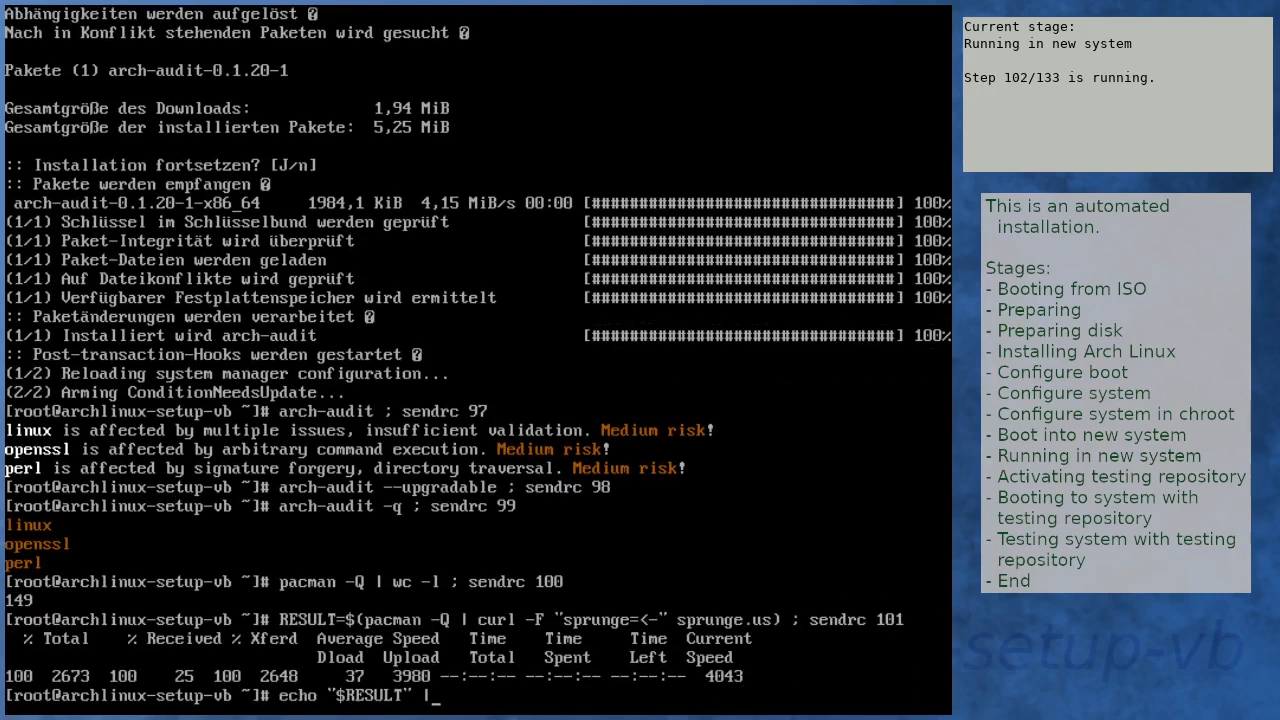 Abhängigkeiten werden aufgelöst �
Nach in Konflikt stehenden Paketen wird gesucht �
Pakete (1) arch-audit-0.1.20-1
Gesamtgröße des Downloads: 1,94 MiB
Gesamtgröße der installierten Pakete: 5,25 MiB
:: Installation fortsetzen? [J/n]
:: Pakete werden empfangen �
arch-audit-0.1.20-1-x86_64 1984,1 KiB 4,15 MiB/s 00:00 [################################] 100%
(1/1) Schlüssel im Schlüsselbund werden geprüft [################################] 100%
(1/1) Paket-Integrität wird überprüft [################################] 100%
(1/1) Paket-Dateien werden geladen [################################] 100%
(1/1) Auf Dateikonflikte wird geprüft [################################] 100%
(1/1) Verfügbarer Festplattenspeicher wird ermittelt [################################] 100%
:: Paketänderungen werden verarbeitet �
(1/1) Installiert wird arch-audit [################################] 100%
:: Post-transaction-Hooks werden gestartet �
(1/2) Reloading system manager configuration...
(2/2) Arming ConditionNeedsUpdate...
[root@archlinux-setup-vb ~]# arch-audit ; sendrc 97
linux is affected by multiple issues, insufficient validation. Medium risk!
openssl is affected by arbitrary command execution. Medium risk!
perl is affected by signature forgery, directory traversal. Medium risk!
[root@archlinux-setup-vb ~]# arch-audit --upgradable ; sendrc 98
[root@archlinux-setup-vb ~]# arch-audit -q ; sendrc 99
linux
openssl
perl
[root@archlinux-setup-vb ~]# pacman -Q | wc -l ; sendrc 100
149
[root@archlinux-setup-vb ~]# RESULT=$(pacman -Q | curl -F "sprunge=<-" sprunge.us) ; sendrc 101
% Total % Received % Xferd Average Speed Time Time Time Current
Dload Upload Total Spent Left Speed
100 2673 100 25 100 2648 37 3980 --:--:-- --:--:-- --:--:-- 4043
[root@archlinux-setup-vb ~]# echo "$RESULT" |_
Current stage:
Running in new system
Step 102/133 is running.
This is an automated
installation.
Stages:
- Booting from ISO
- Preparing
- Preparing disk
- Installing Arch Linux
- Configure boot
- Configure system
- Configure system in chroot
- Boot into new system
- Running in new system
- Activating testing repository
- Booting to system with
testing repository
- Testing system with testing
repository
- End
-setup-vb